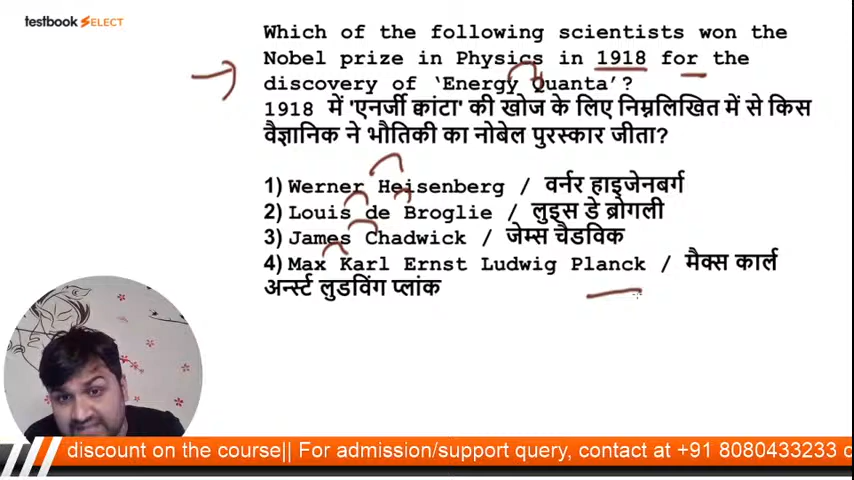 testbook SELECT
Which of the following scientists won the
Nobel prize in Physics in 1918 for the
discovery of ‘Energy Quanta’?
1918 में 'एनर्जी क्वांटा' की खोज के लिए निम्नलिखित में से किस
वैज्ञानिक ने भौतिकी का नोबेल पुरस्कार जीता?
1) Werner Heisenberg / वर्नर हाइजेनबर्ग
2) Louis de Broglie / लुइस डे ब्रोगली
3) James Chadwick / जेम्स चैडविक
4) Max Karl Ernst Ludwig Planck / मैक्स कार्ल
अर्न्स्ट लुडविंग प्लांक
discount on the course|| For admission/support query, contact at +91 8080433233 o